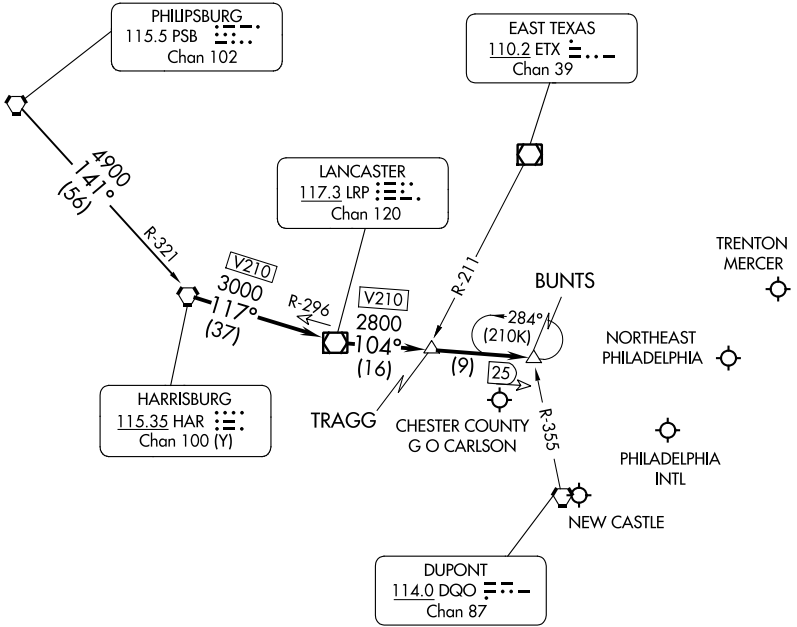 PHILIPSBURG
115.5 PSB
Chan 102
EAST TEXAS
110.2 ETX
Chan 39
4900
141°
(56)
R-321
LANCASTER
117.3 LRP
Chan 120
R-211
TRENTON
MERCER
V210
3000
117°
(37)
R-296
V210
2800
104°
(16)
BUNTS
284°
(210K)
(9)
25
NORTHEAST
PHILADELPHIA
HARRISBURG
115.35 HAR
Chan 100 (Y)
TRAGG
CHESTER COUNTY
G O CARLSON
R-355
PHILADELPHIA
INTL
NEW CASTLE
DUPONT
114.0 DQO
Chan 87